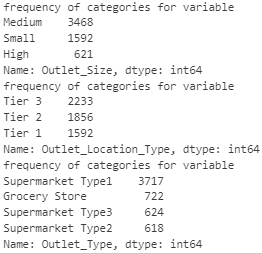 frequency of categories for variable
Medium    3468
Small     1592
High       621
Name: Outlet_Size, dtype: int64
frequency of categories for variable
Tier 3    2233
Tier 2    1856
Tier 1    1592
Name: Outlet_Location_Type, dtype: int64
frequency of categories for variable
Supermarket Type1    3717
Grocery Store         722
Supermarket Type3     624
Supermarket Type2     618
Name: Outlet_Type, dtype: int64